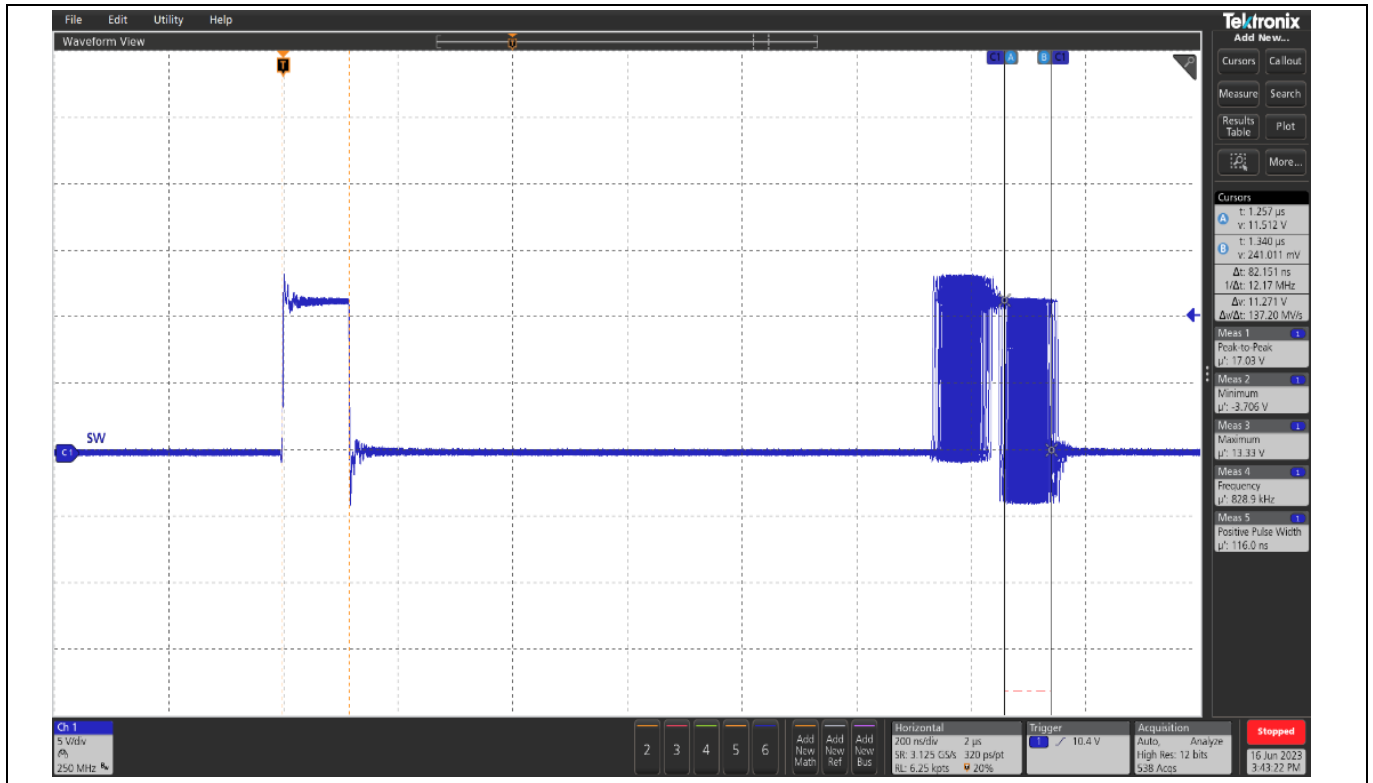 File Edit Utility Help
Tektronix
Waveform View
Add New...
T
T
C1 A B C1
Cursors Callout
Measure Search
Results Table Plot
More...
Cursors
A t: 1.257 µs
v: 11.512 V
B t: 1.340 µs
v: 241.011 mV
Δt: 82.151 ns
1/Δt: 12.17 MHz
Δv: 11.271 V
Δv/Δt: 137.20 MV/s
Meas 1 1
Peak-to-Peak
µ': 17.03 V
Meas 2 1
Minimum
µ': -3.706 V
Meas 3 1
Maximum
µ': 13.33 V
Meas 4 1
Frequency
µ': 828.9 kHz
Meas 5 1
Positive Pulse Width
µ': 116.0 ns
SW
C1
Ch 1
5 V/div
250 MHz
2 3 4 5 6
Add New Math
Add New Ref
Add New Bus
Horizontal
200 ns/div 2 µs
SR: 3.125 GS/s 320 ps/pt
RL: 6.25 kpts 20%
Trigger
1 10.4 V
Acquisition
Auto, Analyze
High Res: 12 bits
538 Acqs
Stopped
16 Jun 2023
3:43:22 PM